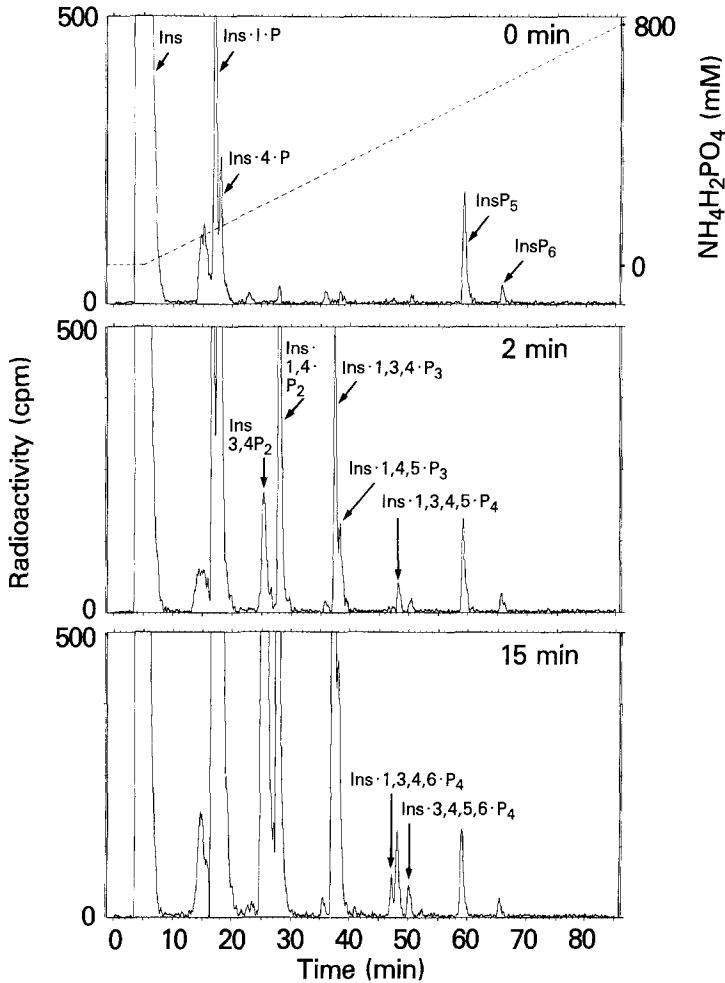 500
Ins
Ins·1·P
Ins·4·P
0 min
InsP5
InsP6
0
800
0
NH4H2PO4 (mM)
500
Ins·
1,4·
P2
Ins
3,4P2
Ins·1,3,4·P3
Ins·1,4,5·P3
Ins·1,3,4,5·P4
2 min
0
Radioactivity (cpm)
500
15 min
Ins·1,3,4,6·P4
Ins·3,4,5,6·P4
0
0 10 20 30 40 50 60 70 80
Time (min)